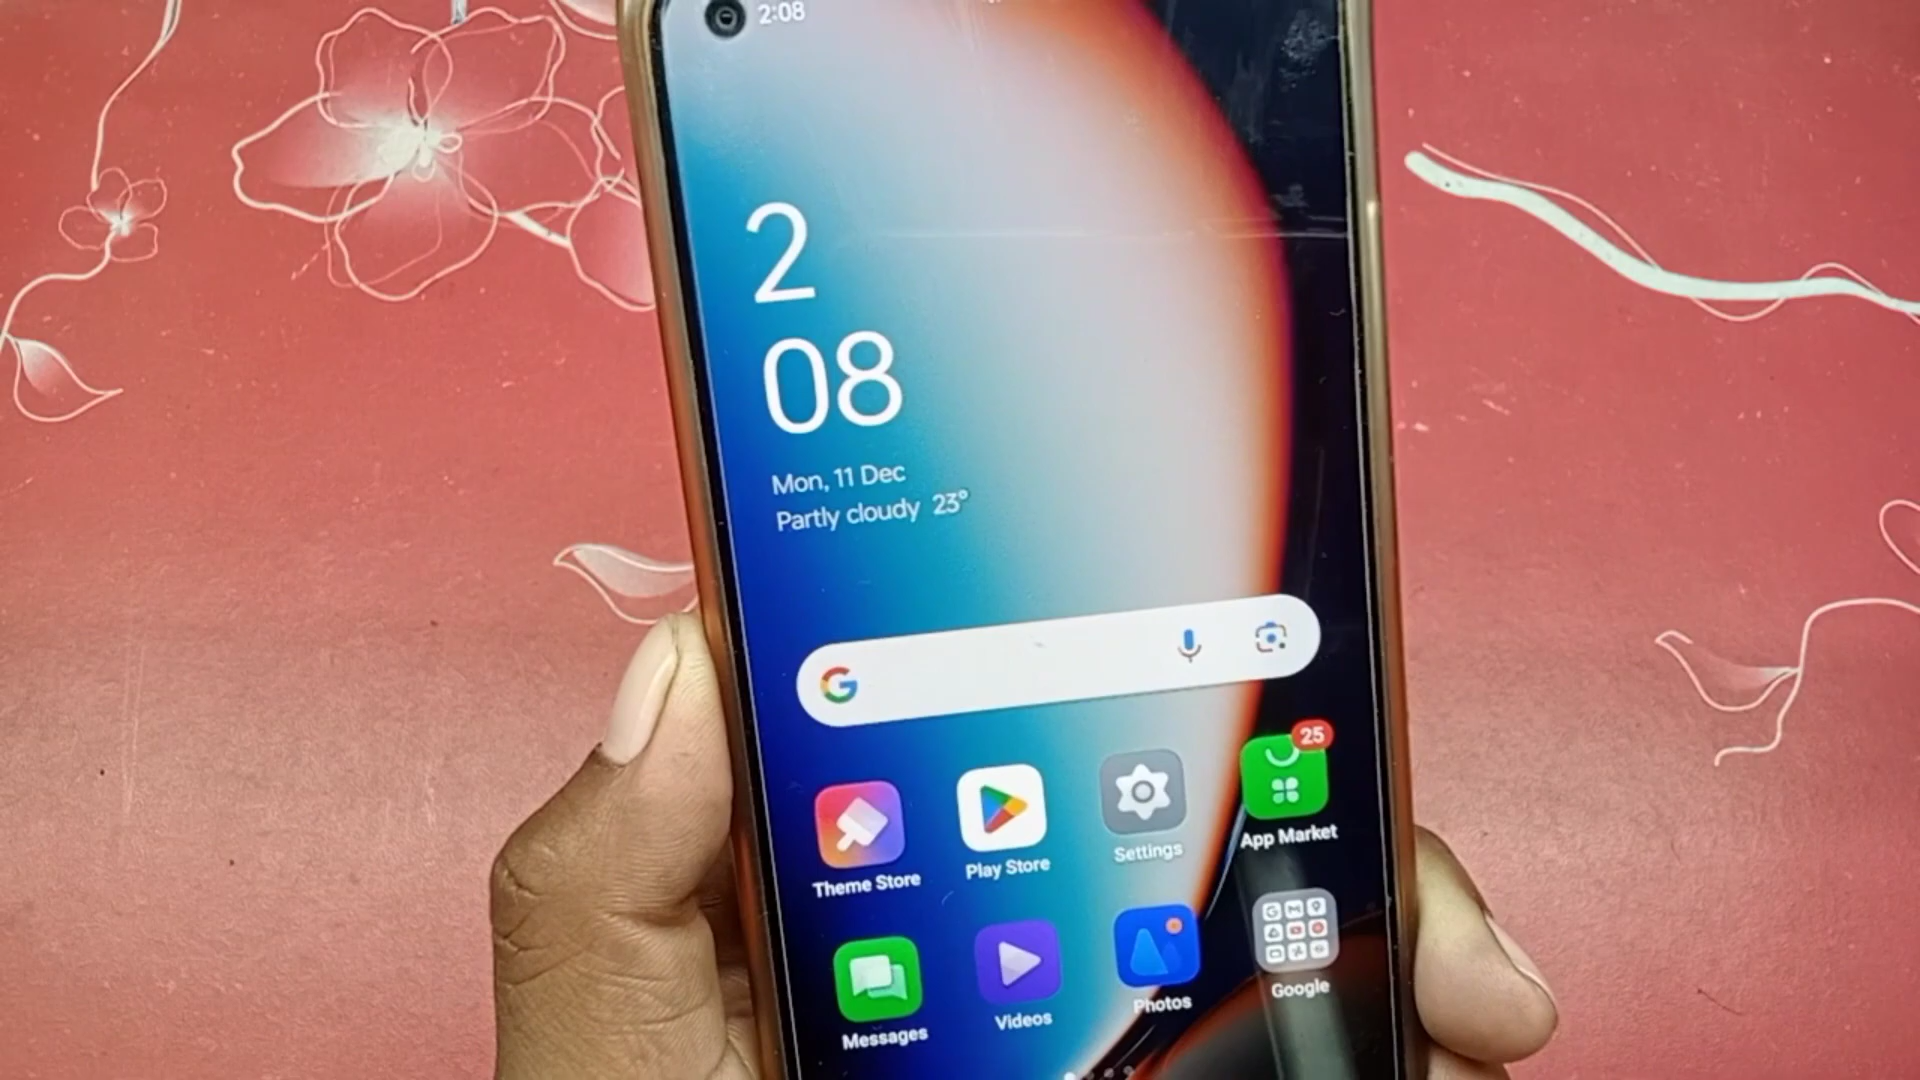 2:08
2
08
Mon, 11 Dec
Partly cloudy 23°
G
25
Theme Store
Play Store
Settings
App Market
Messages
Videos
Photos
Google